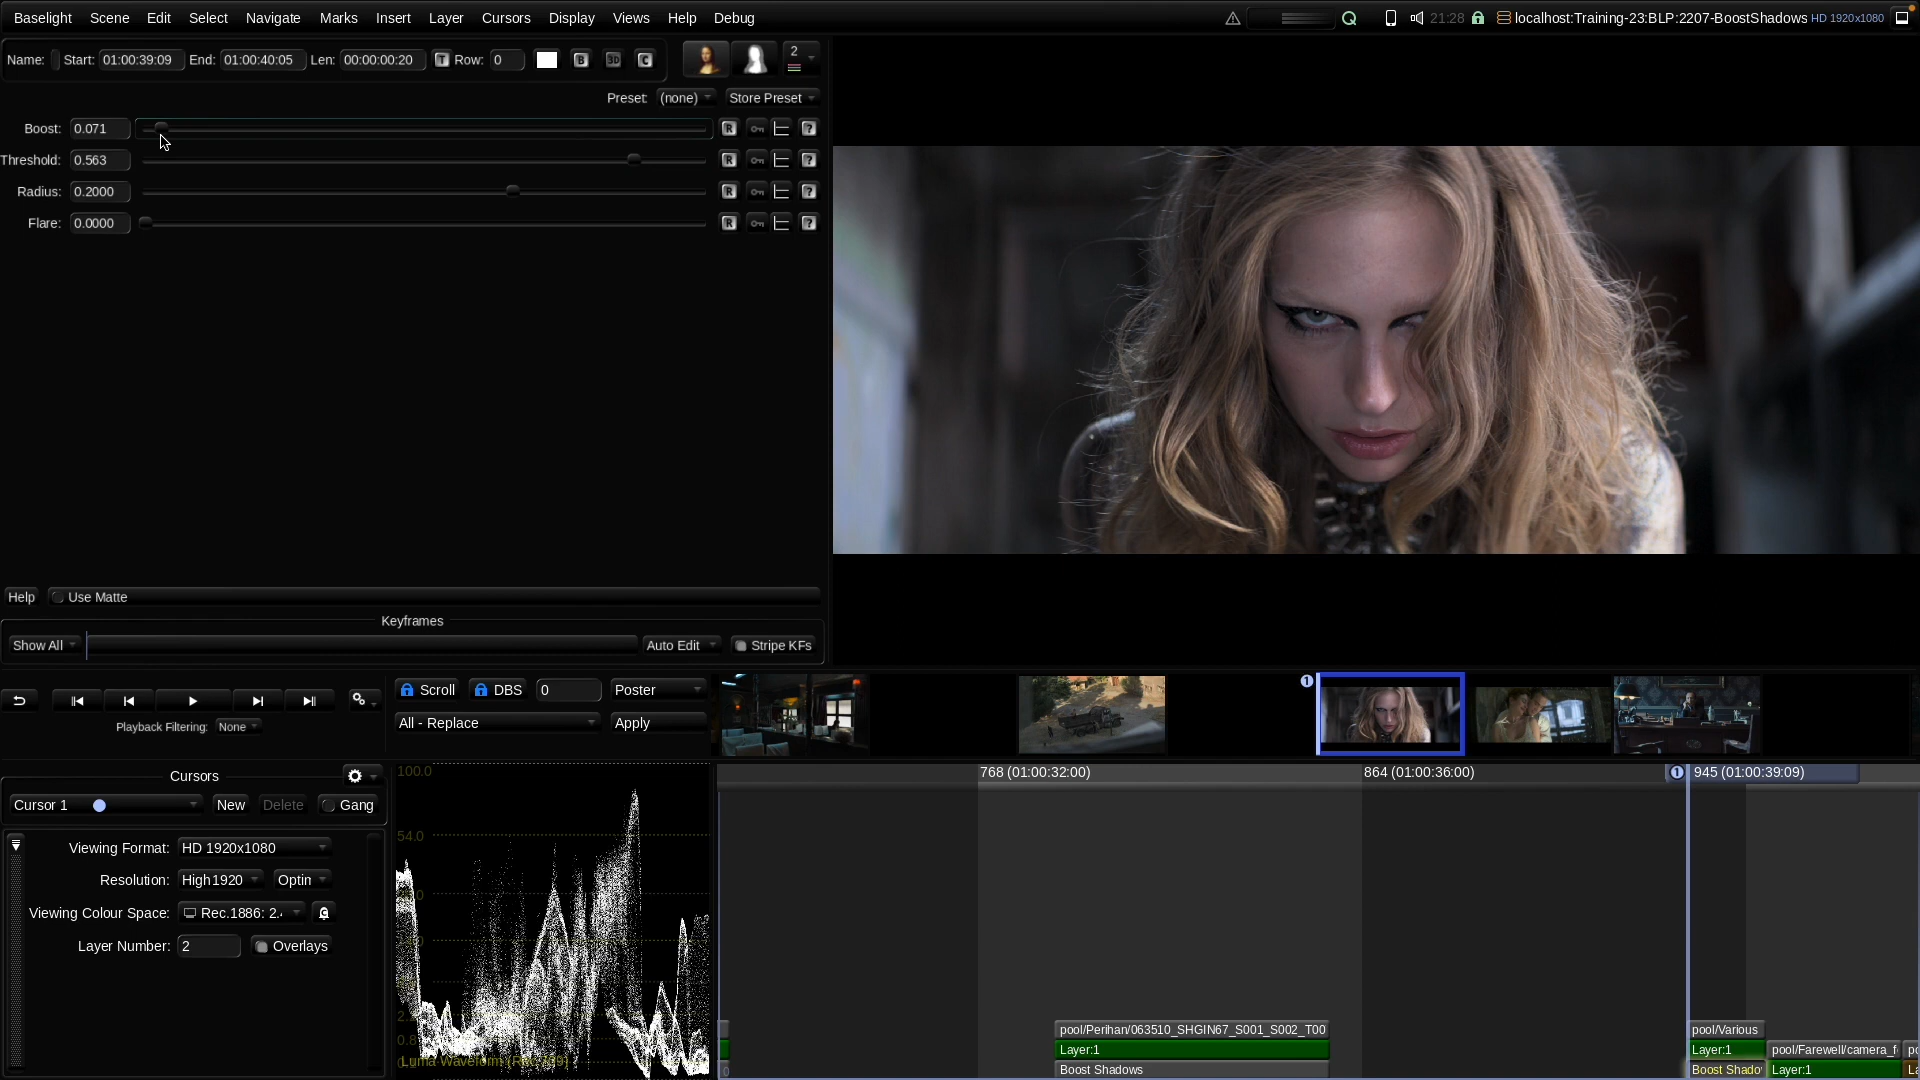 Baselight Scene Edit Select Navigate Marks Insert Layer Cursors Display Views Help Debug
21:28 localhost:Training-23:BLP:2207-BoostShadows HD 1920x1080
Name: Start: 01:00:39:09 End: 01:00:40:05 Len: 00:00:00:20 T Row: 0 B 3D C 2
Preset: (none) Store Preset
Boost: 0.071 R ?
Threshold: 0.563 R ?
Radius: 0.2000 R ?
Flare: 0.0000 R ?
Help Use Matte
Keyframes
Show All Auto Edit Stripe KFs
Scroll DBS 0 Poster
Playback Filtering: None All - Replace Apply
1
Cursors
Cursor 1 New Delete Gang
Viewing Format: HD 1920x1080
Resolution: High1920 Optin
Viewing Colour Space: Rec.1886: 2.
Layer Number: 2 Overlays
100.0
54.0
Luma Waveform
768 (01:00:32:00) 864 (01:00:36:00) 1 945 (01:00:39:09)
pool/Perihan/063510_SHGIN67_S001_S002_T00 pool/Various
Layer:1 Layer:1 pool/Farewell/camera_f
Boost Shadows Boost Shado Layer:1